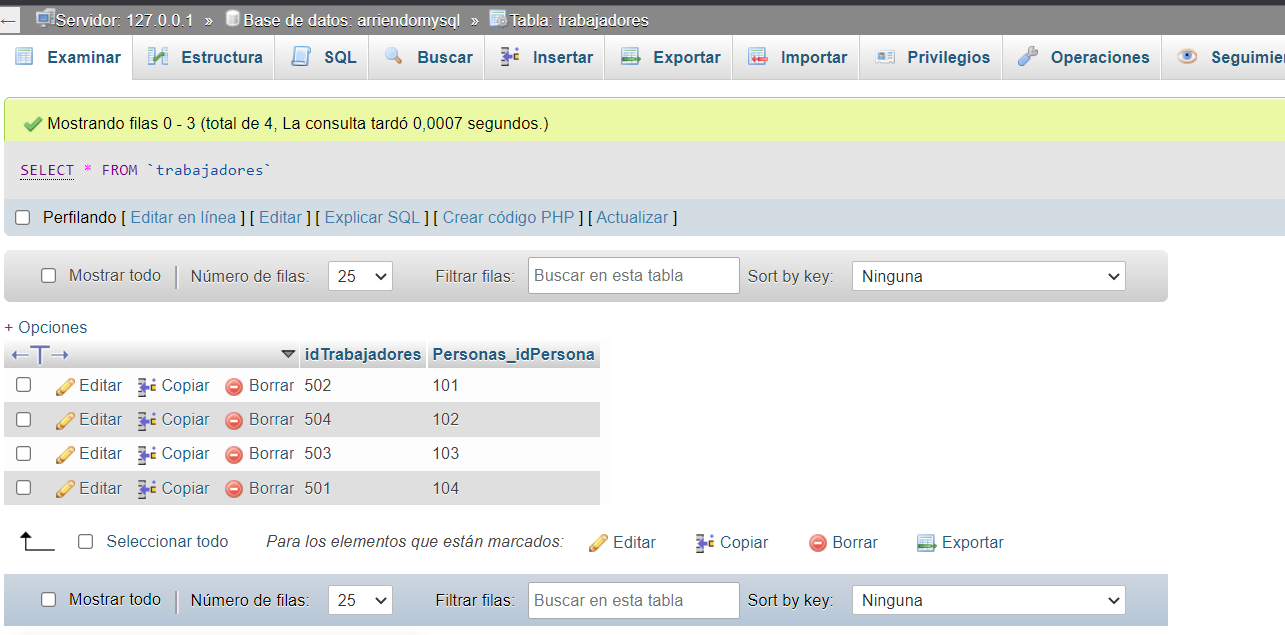 Servidor: 127.0.0.1 » Base de datos: arriendomysql » Tabla: trabajadores
Examinar Estructura SQL Buscar Insertar Exportar Importar Privilegios Operaciones Seguimie
Mostrando filas 0 - 3 (total de 4, La consulta tardó 0,0007 segundos.)
SELECT * FROM `trabajadores`
Perfilando [ Editar en línea ] [ Editar ] [ Explicar SQL ] [ Crear código PHP ] [ Actualizar ]
Mostrar todo Número de filas: 25 Filtrar filas: Buscar en esta tabla Sort by key: Ninguna
+ Opciones
←T→ idTrabajadores Personas_idPersona
Editar Copiar Borrar 502 101
Editar Copiar Borrar 504 102
Editar Copiar Borrar 503 103
Editar Copiar Borrar 501 104
Seleccionar todo Para los elementos que están marcados: Editar Copiar Borrar Exportar
Mostrar todo Número de filas: 25 Filtrar filas: Buscar en esta tabla Sort by key: Ninguna